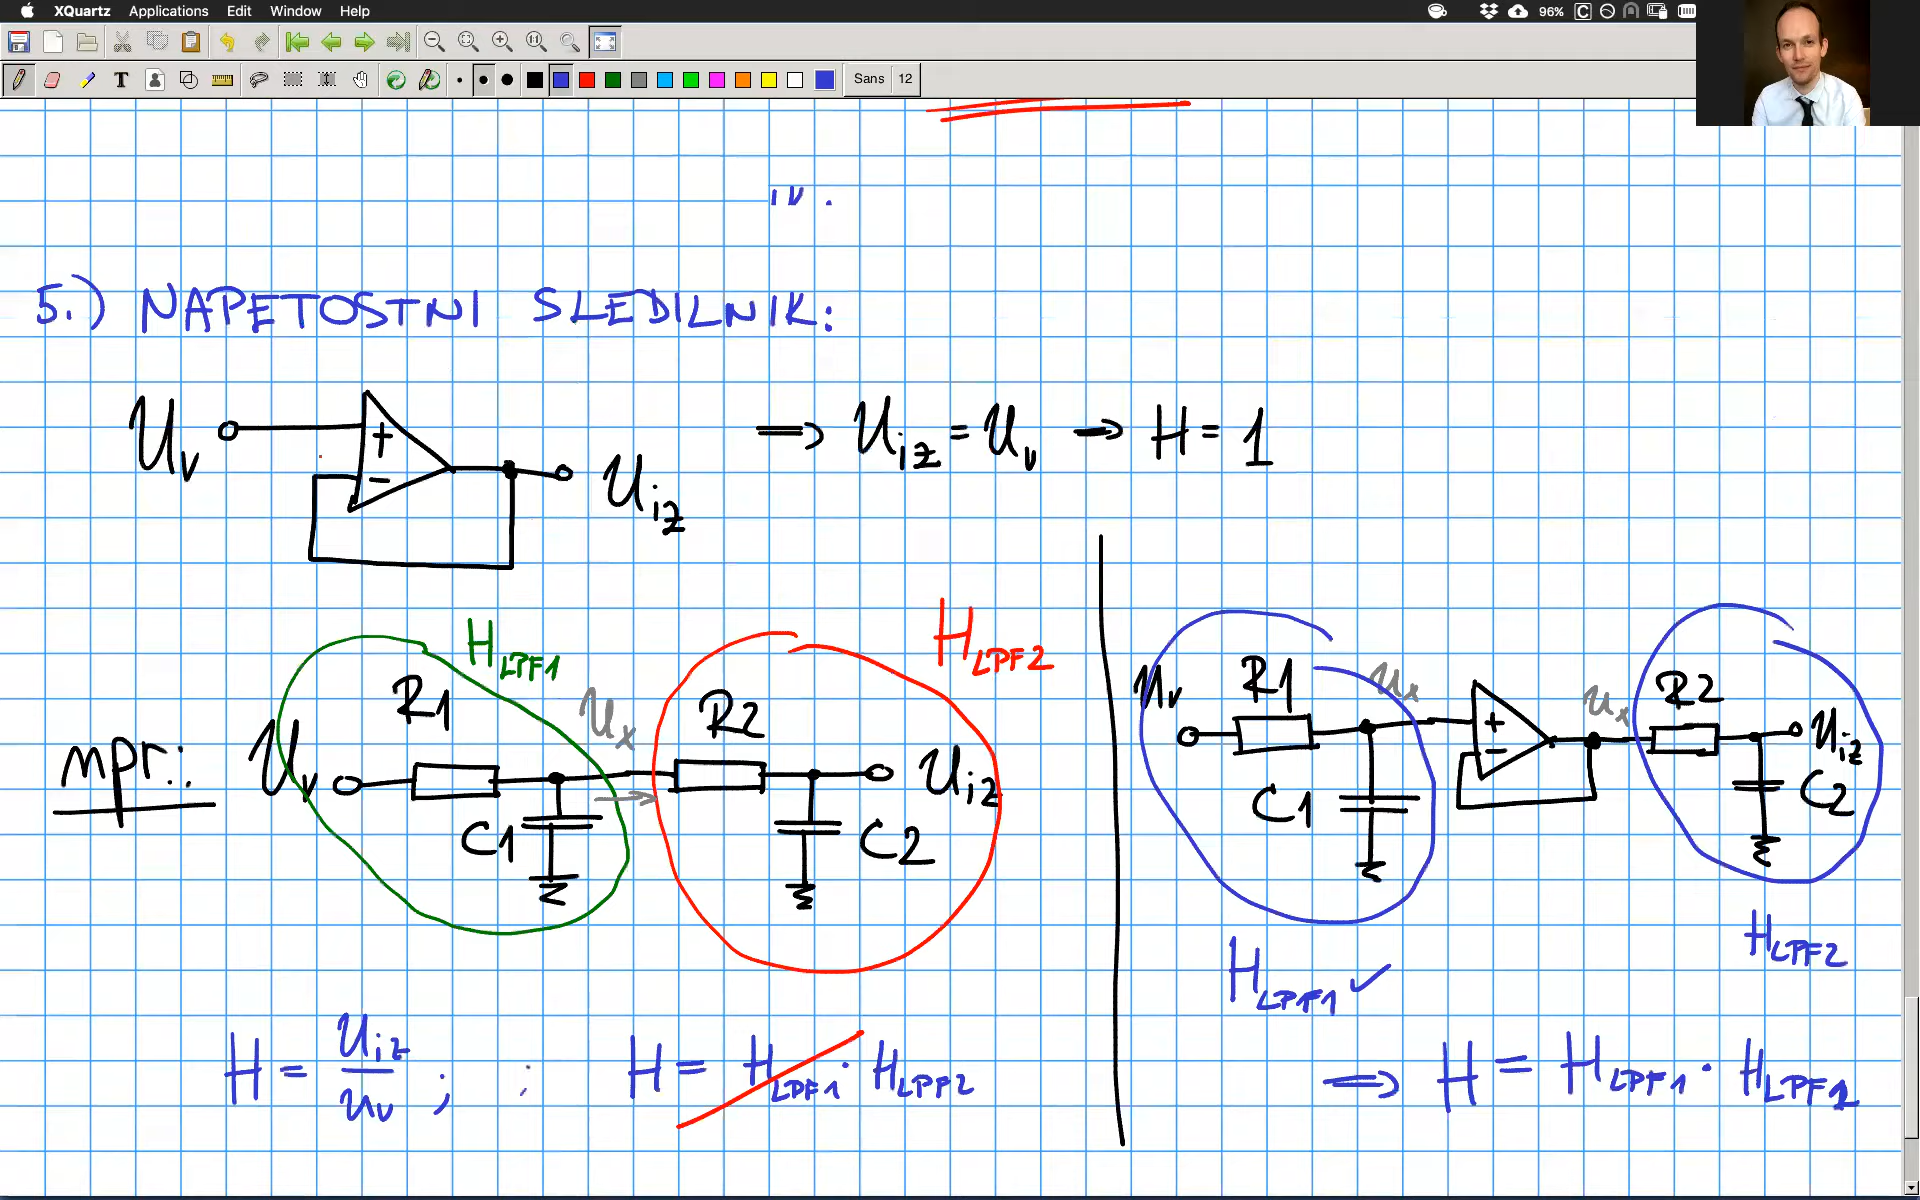 XQuartz Applications Edit Window Help 96%
Sans 12
5.) NAPETOSTNI SLEDILNIK:
Uv + - Uiz ⇒ Uiz = Uv → H = 1
npr.:
HLPF1 HLPF2
Uv R1 Ux R2 Uiz
C1 C2
Uv R1 Ux + - Ux R2 Uiz
C1 C2
HLPF1 ✓ HLPF2
H = Uiz / Uv ; H = HLPF1 · HLPF2
⇒ H = HLPF1 · HLPF2